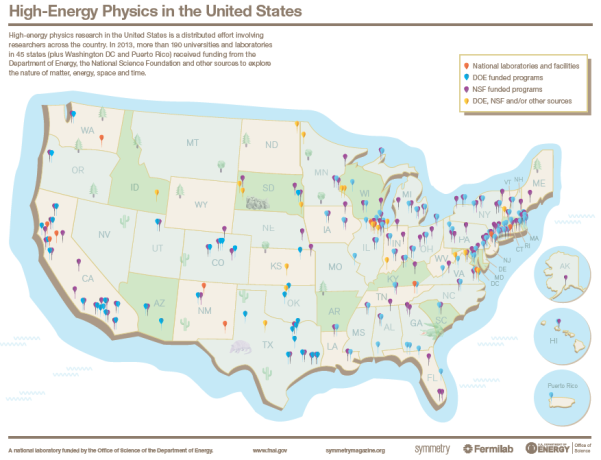 High-Energy Physics in the United States
High-energy physics research in the United States is a distributed effort involving
researchers across the country. In 2013, more than 190 universities and laboratories
in 45 states (plus Washington DC and Puerto Rico) received funding from the
Department of Energy, the National Science Foundation and other sources to explore
the nature of matter, energy, space and time.
National laboratories and facilities
DOE funded programs
NSF funded programs
DOE, NSF and/or other sources
WA
MT
ND
MN
OR
ID
SD
WI
MI
VT
NH
ME
WY
NY
MA
RI
CT
NV
UT
NE
IA
IL
IN
OH
PA
NJ
DE
MD
DC
CA
CO
KS
MO
WV
VA
KY
AK
AZ
NM
OK
AR
TN
NC
SC
HI
TX
LA
MS
AL
GA
FL
Puerto Rico
A national laboratory funded by the Office of Science of the Department of Energy.
www.fnal.gov
symmetrymagazine.org
symmetry
Fermilab
U.S. DEPARTMENT OF
ENERGY
Office of
Science